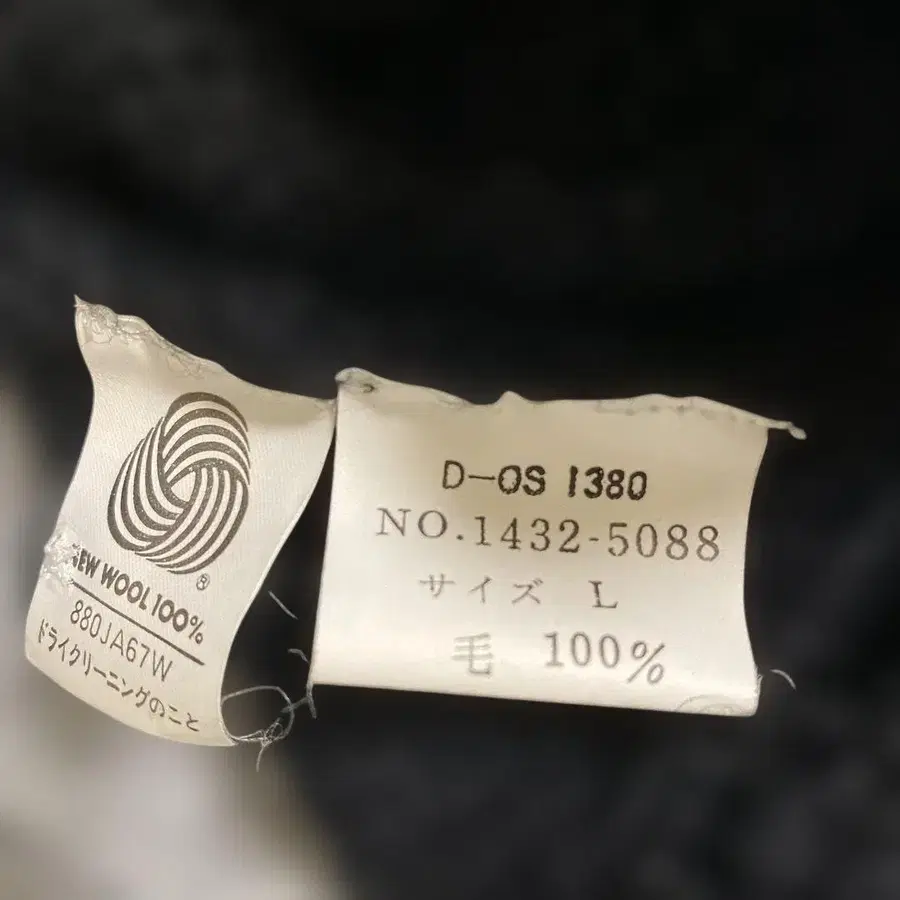 ®
NEW WOOL 100%
880JA67W
ドライクリーニングのこと
D-OS 1380
NO.1432-5088
サイズ L
毛 100%